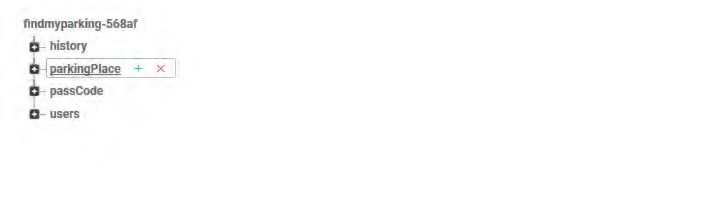 findmyparking-568af
history
parkingPlace
passCode
users